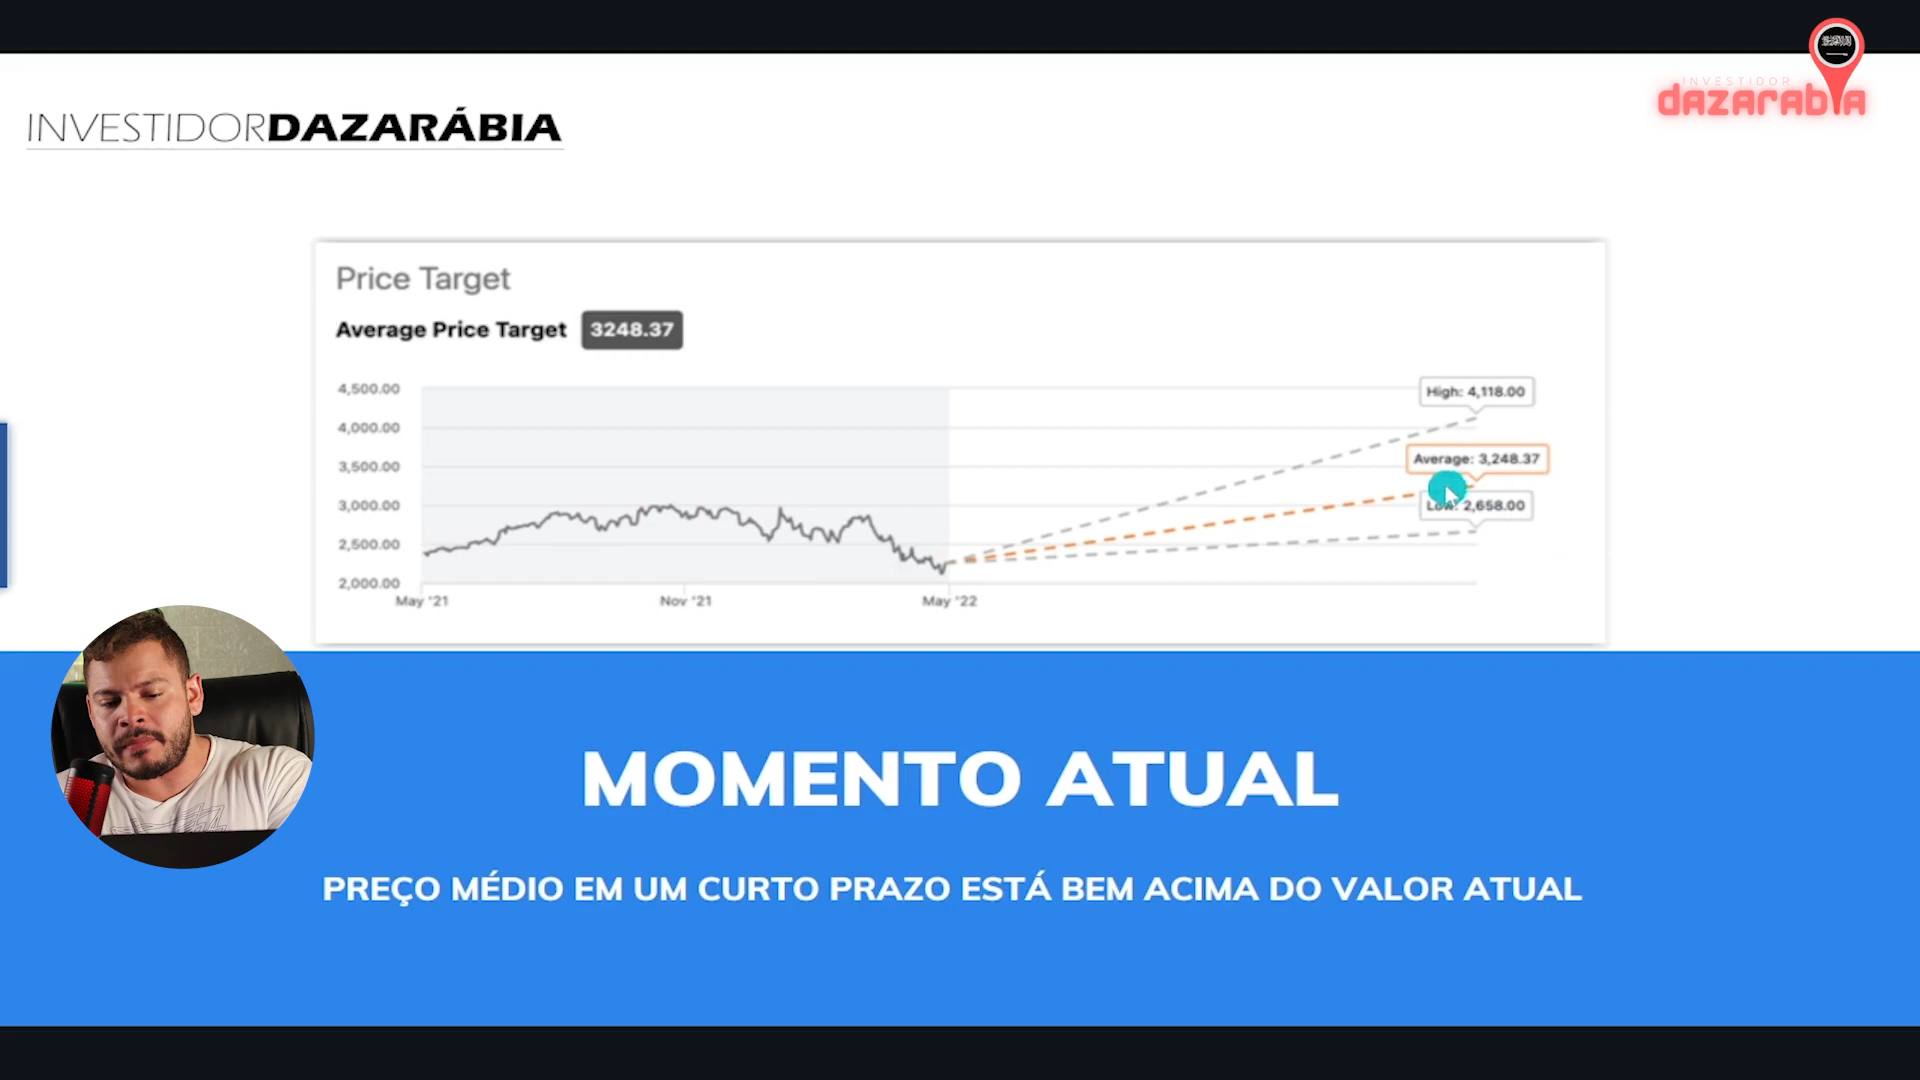 INVESTIDORDAZARÁBIA
INVESTIDOR
dazarabia
Price Target
Average Price Target 3248.37
4,500.00
4,000.00
3,500.00
3,000.00
2,500.00
2,000.00
High: 4,118.00
Average: 3,248.37
Low: 2,658.00
May '21
Nov '21
May '22
MOMENTO ATUAL
PREÇO MÉDIO EM UM CURTO PRAZO ESTÁ BEM ACIMA DO VALOR ATUAL